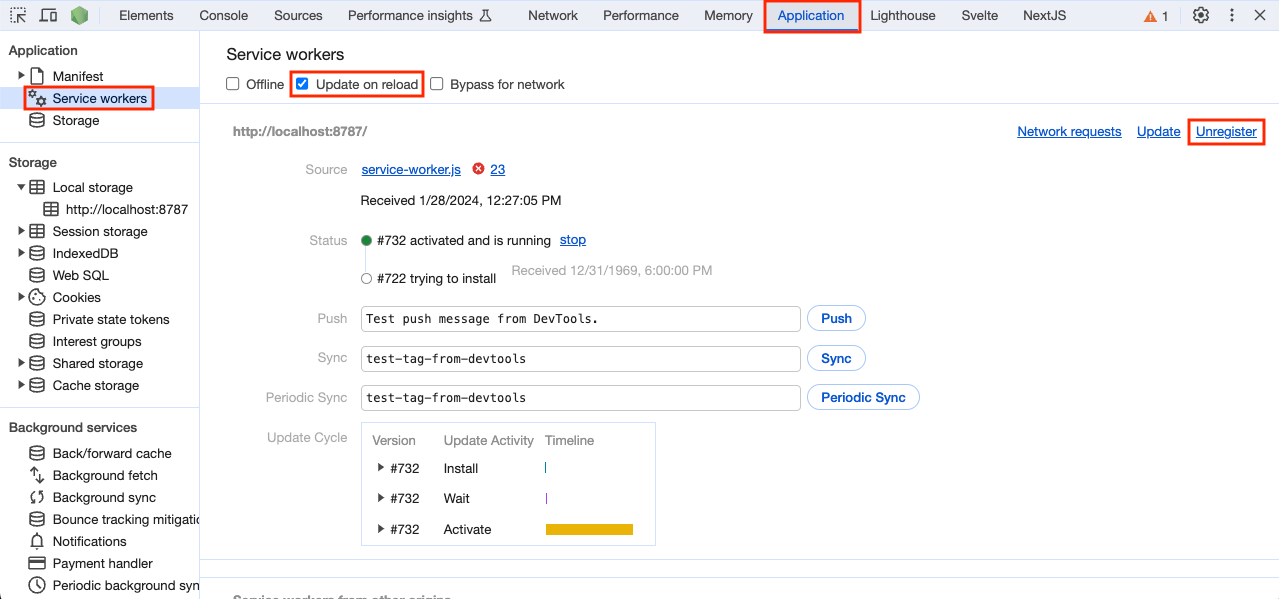 Elements Console Sources Performance insights Network Performance Memory Application Lighthouse Svelte NextJS 1
Application
Manifest
Service workers
Storage
Storage
Local storage
http://localhost:8787
Session storage
IndexedDB
Web SQL
Cookies
Private state tokens
Interest groups
Shared storage
Cache storage
Background services
Back/forward cache
Background fetch
Background sync
Bounce tracking mitigatio
Notifications
Payment handler
Periodic background syn
Service workers
Offline Update on reload Bypass for network
http://localhost:8787/ Network requests Update Unregister
Source service-worker.js 23
Received 1/28/2024, 12:27:05 PM
Status #732 activated and is running stop
#722 trying to install Received 12/31/1969, 6:00:00 PM
Push Test push message from DevTools. Push
Sync test-tag-from-devtools Sync
Periodic Sync test-tag-from-devtools Periodic Sync
Update Cycle Version Update Activity Timeline
#732 Install
#732 Wait
#732 Activate
Service workers from other origins